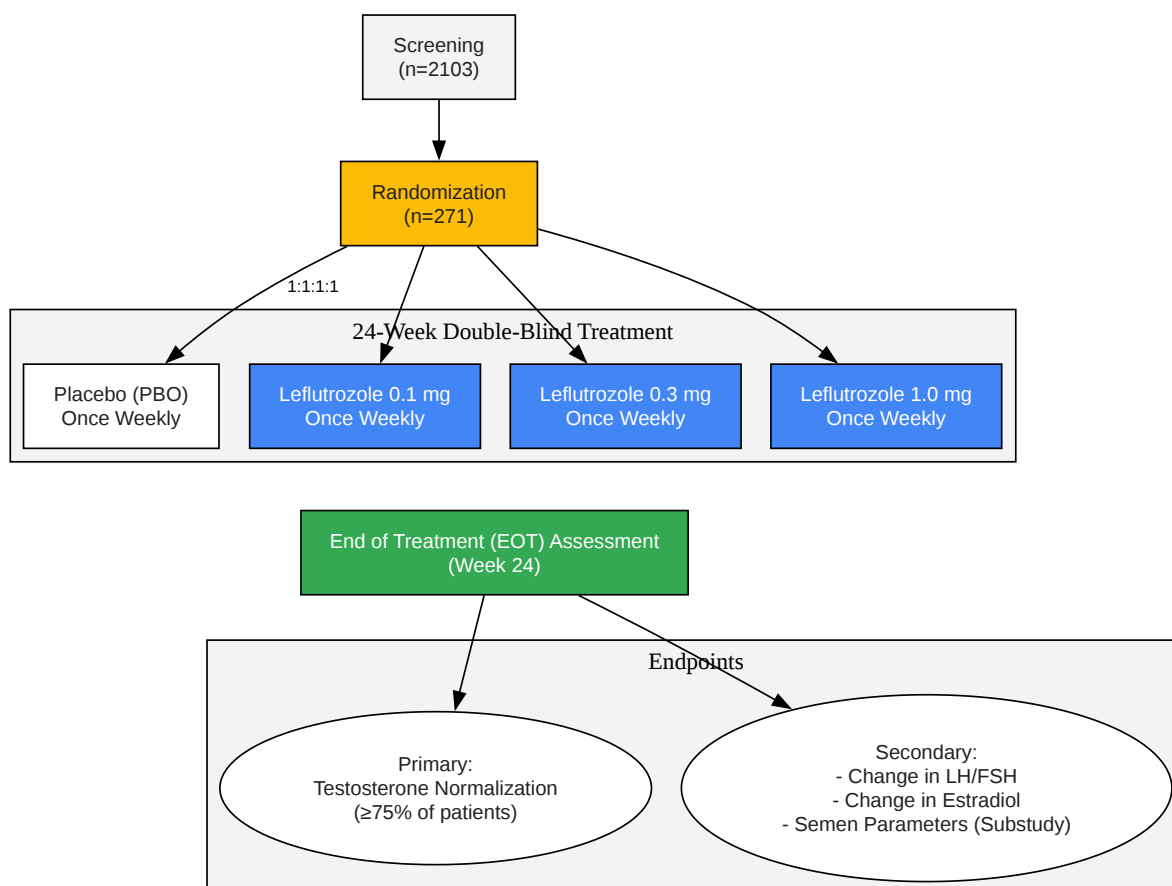 Screening
(n=2103)
Randomization
(n=271)
1:1:1:1
24-Week Double-Blind Treatment
Placebo (PBO)
Once Weekly
Leflutrozole 0.1 mg
Once Weekly
Leflutrozole 0.3 mg
Once Weekly
Leflutrozole 1.0 mg
Once Weekly
End of Treatment (EOT) Assessment
(Week 24)
Endpoints
Primary:
Testosterone Normalization
(≥75% of patients)
Secondary:
- Change in LH/FSH
- Change in Estradiol
- Semen Parameters (Substudy)